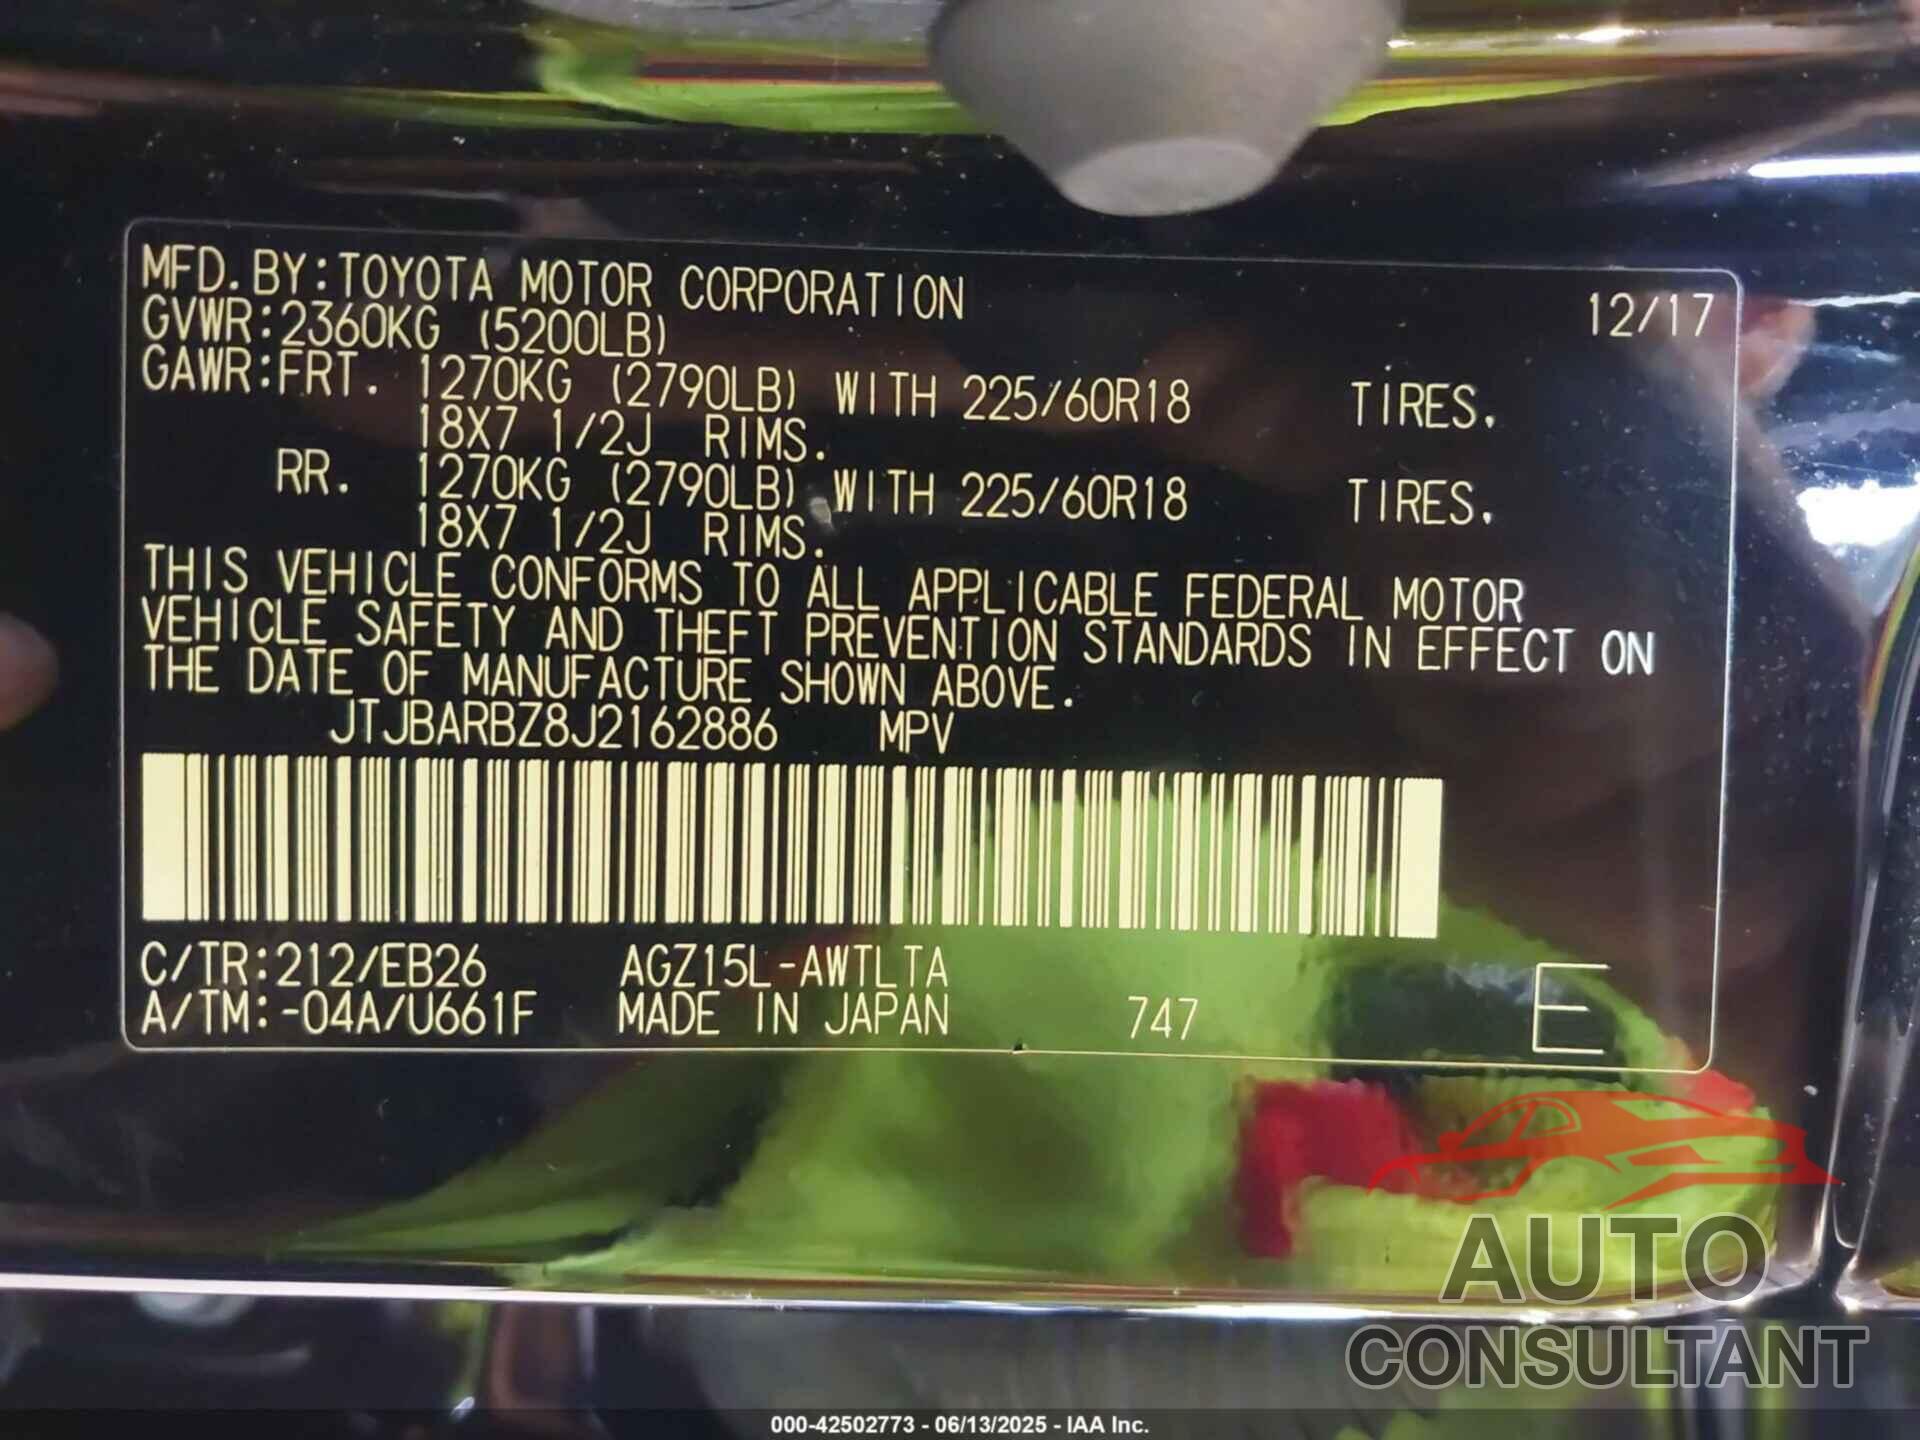 MFD.BY:TOYOTA MOTOR CORPORATION 12/17
GVWR:2360KG (5200LB)
GAWR:FRT. 1270KG (2790LB) WITH 225/60R18 TIRES.
18X7 1/2J RIMS.
RR. 1270KG (2790LB) WITH 225/60R18 TIRES.
18X7 1/2J RIMS.
THIS VEHICLE CONFORMS TO ALL APPLICABLE FEDERAL MOTOR
VEHICLE SAFETY AND THEFT PREVENTION STANDARDS IN EFFECT ON
THE DATE OF MANUFACTURE SHOWN ABOVE.
JTJBARBZ8J2162886 MPV
C/TR:212/EB26 AGZ15L-AWTLTA
A/TM:-04A/U661F MADE IN JAPAN 747 E
AUTO
CONSULTANT
000-42502773 - 06/13/2025 - IAA Inc.